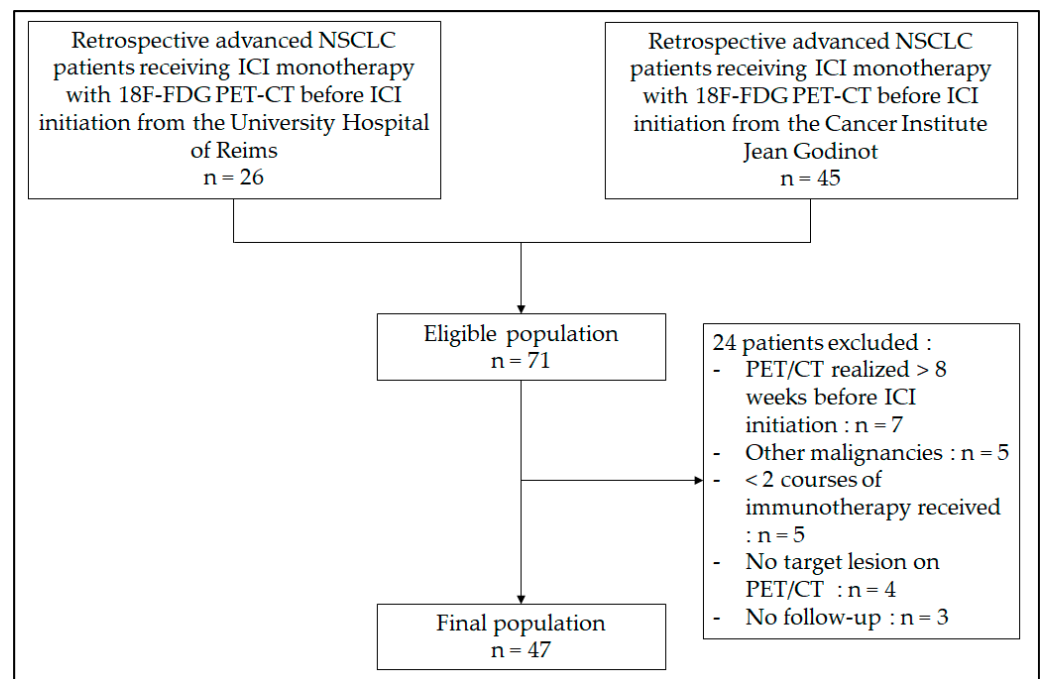 Retrospective advanced NSCLC
patients receiving ICI monotherapy
with 18F-FDG PET-CT before ICI
initiation from the University Hospital
of Reims
n = 26
Retrospective advanced NSCLC
patients receiving ICI monotherapy
with 18F-FDG PET-CT before ICI
initiation from the Cancer Institute
Jean Godinot
n = 45
Eligible population
n = 71
24 patients excluded :
- PET/CT realized > 8
weeks before ICI
initiation : n = 7
- Other malignancies : n = 5
- < 2 courses of
immunotherapy received
: n = 5
- No target lesion on
PET/CT : n = 4
- No follow-up : n = 3
Final population
n = 47